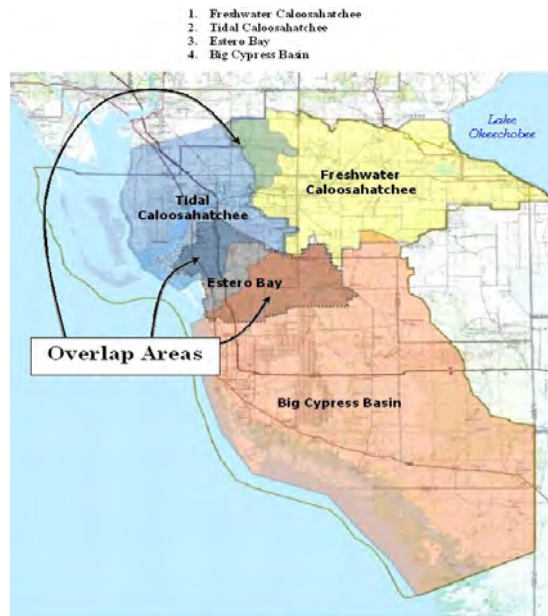 1. Freshwater Caloosahatchee
2. Tidal Caloosahatchee
3. Estero Bay
4. Big Cypress Basin
Lake
Okeechobee
Freshwater
Caloosahatchee
Tidal
Caloosahatchee
Estero Bay
Overlap Areas
Big Cypress Basin